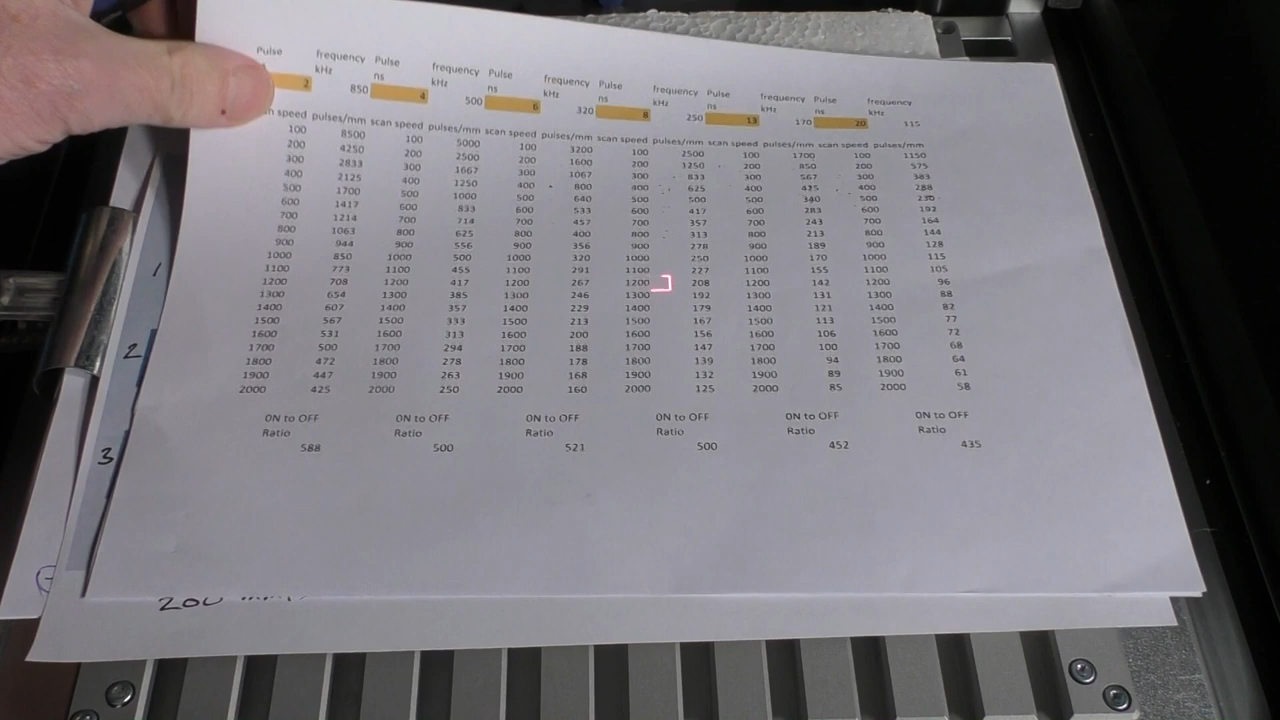 Pulse frequency Pulse frequency Pulse frequency Pulse frequency Pulse frequency Pulse frequency
kHz ns kHz ns kHz ns kHz ns kHz ns kHz
2 850 4 500 6 320 8 250 13 170 20 115
scan speed pulses/mm scan speed pulses/mm scan speed pulses/mm scan speed pulses/mm scan speed pulses/mm scan speed pulses/mm
100 8500 100 5000 100 3200 100 2500 100 1700 100 1150
200 4250 200 2500 200 1600 200 1250 200 850 200 575
300 2833 300 1667 300 1067 300 833 300 567 300 383
400 2125 400 1250 400 800 400 625 400 425 400 288
500 1700 500 1000 500 640 500 500 500 340 500 230
600 1417 600 833 600 533 600 417 600 283 600 192
700 1214 700 714 700 457 700 357 700 243 700 164
800 1063 800 625 800 400 800 313 800 213 800 144
900 944 900 556 900 356 900 278 900 189 900 128
1000 850 1000 500 1000 320 1000 250 1000 170 1000 115
1100 773 1100 455 1100 291 1100 227 1100 155 1100 105
1200 708 1200 417 1200 267 1200 208 1200 142 1200 96
1300 654 1300 385 1300 246 1300 192 1300 131 1300 88
1400 607 1400 357 1400 229 1400 179 1400 121 1400 82
1500 567 1500 333 1500 213 1500 167 1500 113 1500 77
1600 531 1600 313 1600 200 1600 156 1600 106 1600 72
1700 500 1700 294 1700 188 1700 147 1700 100 1700 68
1800 472 1800 278 1800 178 1800 139 1800 94 1800 64
1900 447 1900 263 1900 168 1900 132 1900 89 1900 61
2000 425 2000 250 2000 160 2000 125 2000 85 2000 58
ON to OFF ON to OFF ON to OFF ON to OFF ON to OFF ON to OFF
Ratio Ratio Ratio Ratio Ratio Ratio
588 500 521 500 452 435
1
2
3
200